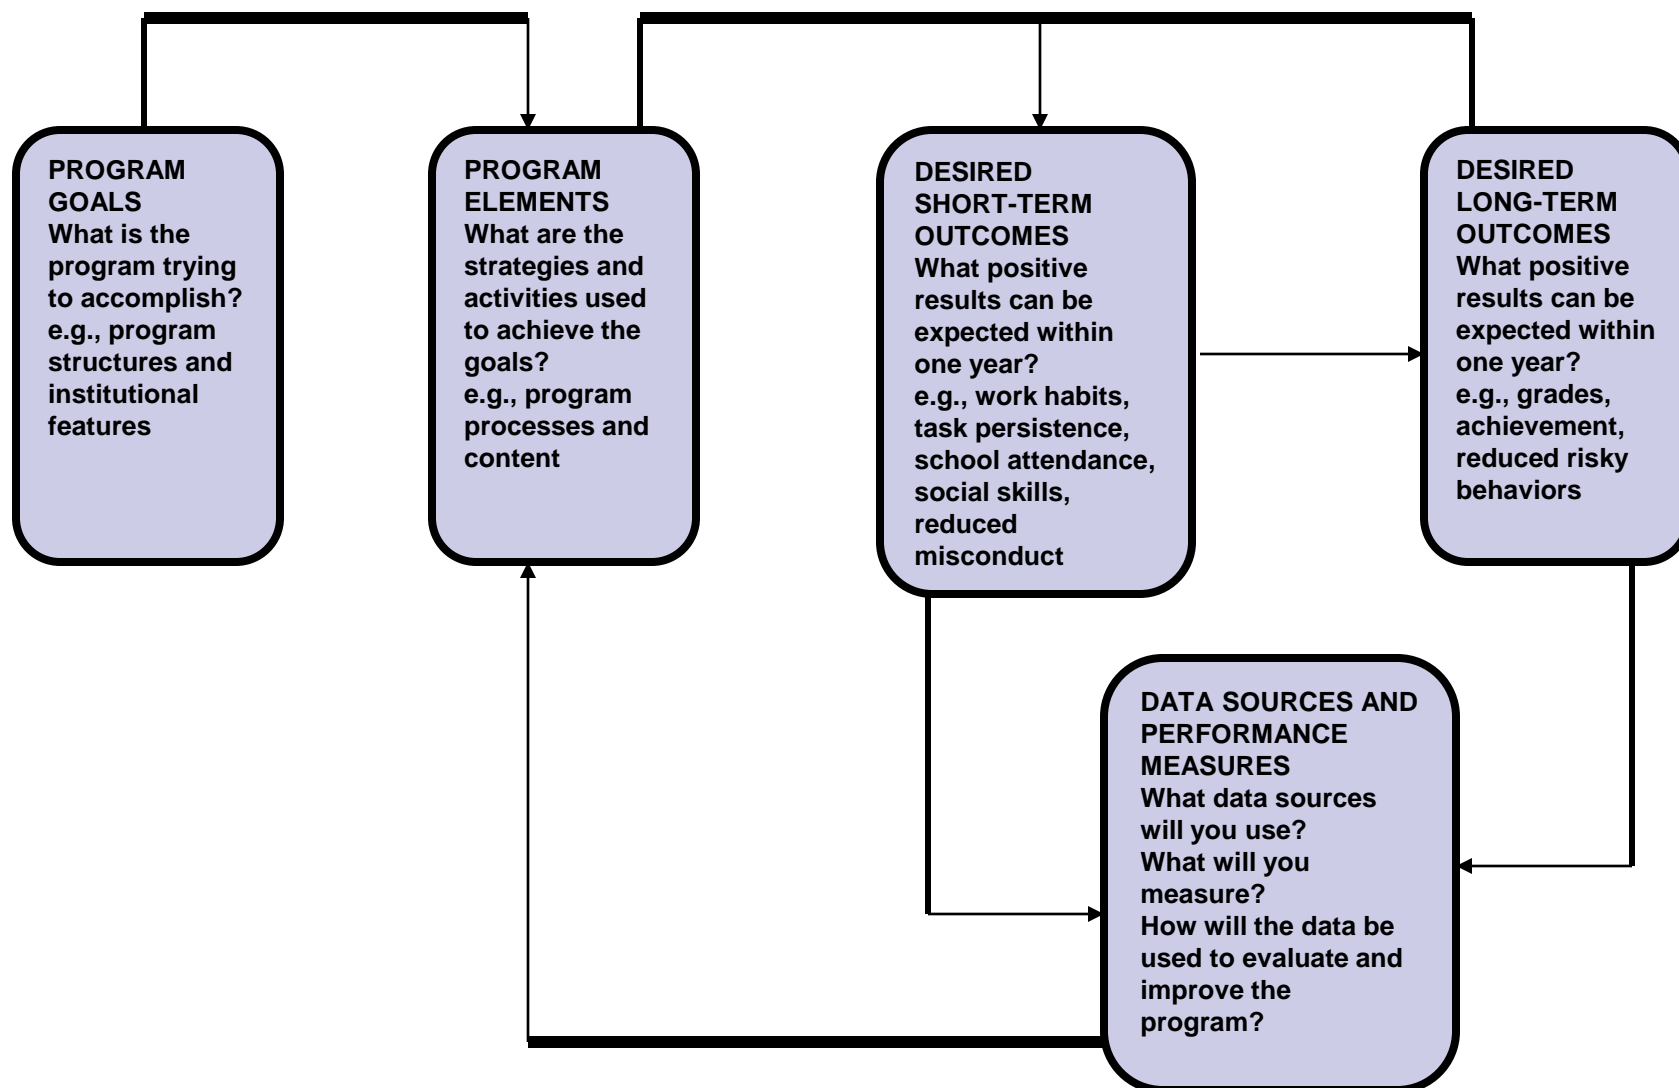 PROGRAM
GOALS
What is the
program trying
to accomplish?
e.g., program
structures and
institutional
features
PROGRAM
ELEMENTS
What are the
strategies and
activities used
to achieve the
goals?
e.g., program
processes and
content
DESIRED
SHORT-TERM
OUTCOMES
What positive
results can be
expected within
one year?
e.g., work habits,
task persistence,
school attendance,
social skills,
reduced
misconduct
DESIRED
LONG-TERM
OUTCOMES
What positive
results can be
expected within
one year?
e.g., grades,
achievement,
reduced risky
behaviors
DATA SOURCES AND
PERFORMANCE
MEASURES
What data sources
will you use?
What will you
measure?
How will the data be
used to evaluate and
improve the
program?